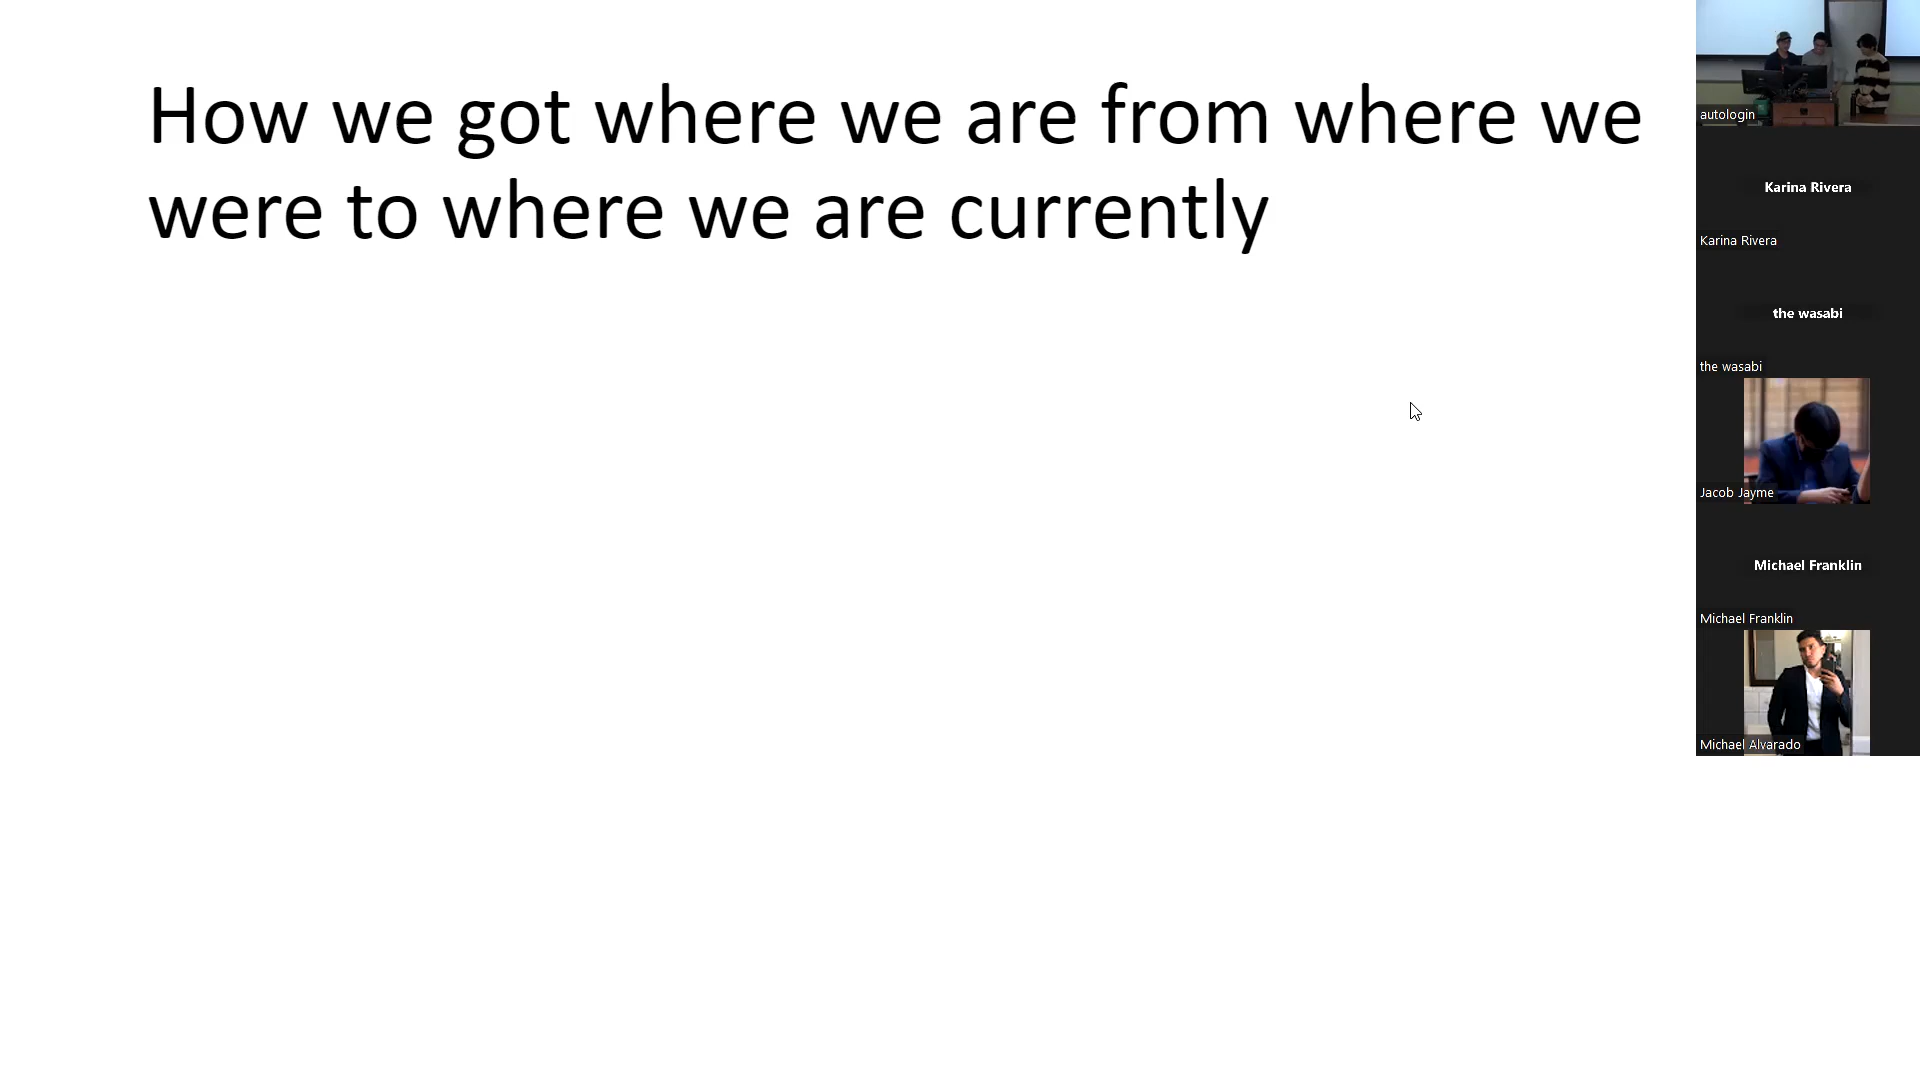 How we got where we are from where we
were to where we are currently
autologin
Karina Rivera
Karina Rivera
the wasabi
the wasabi
Jacob Jayme
Michael Franklin
Michael Franklin
Michael Alvarado